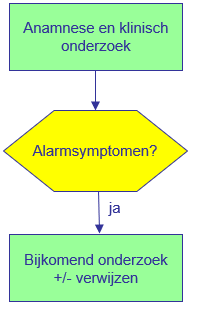 Anamnese en klinisch
onderzoek
Alarmsymptomen?
ja
Bijkomend onderzoek
+/- verwijzen